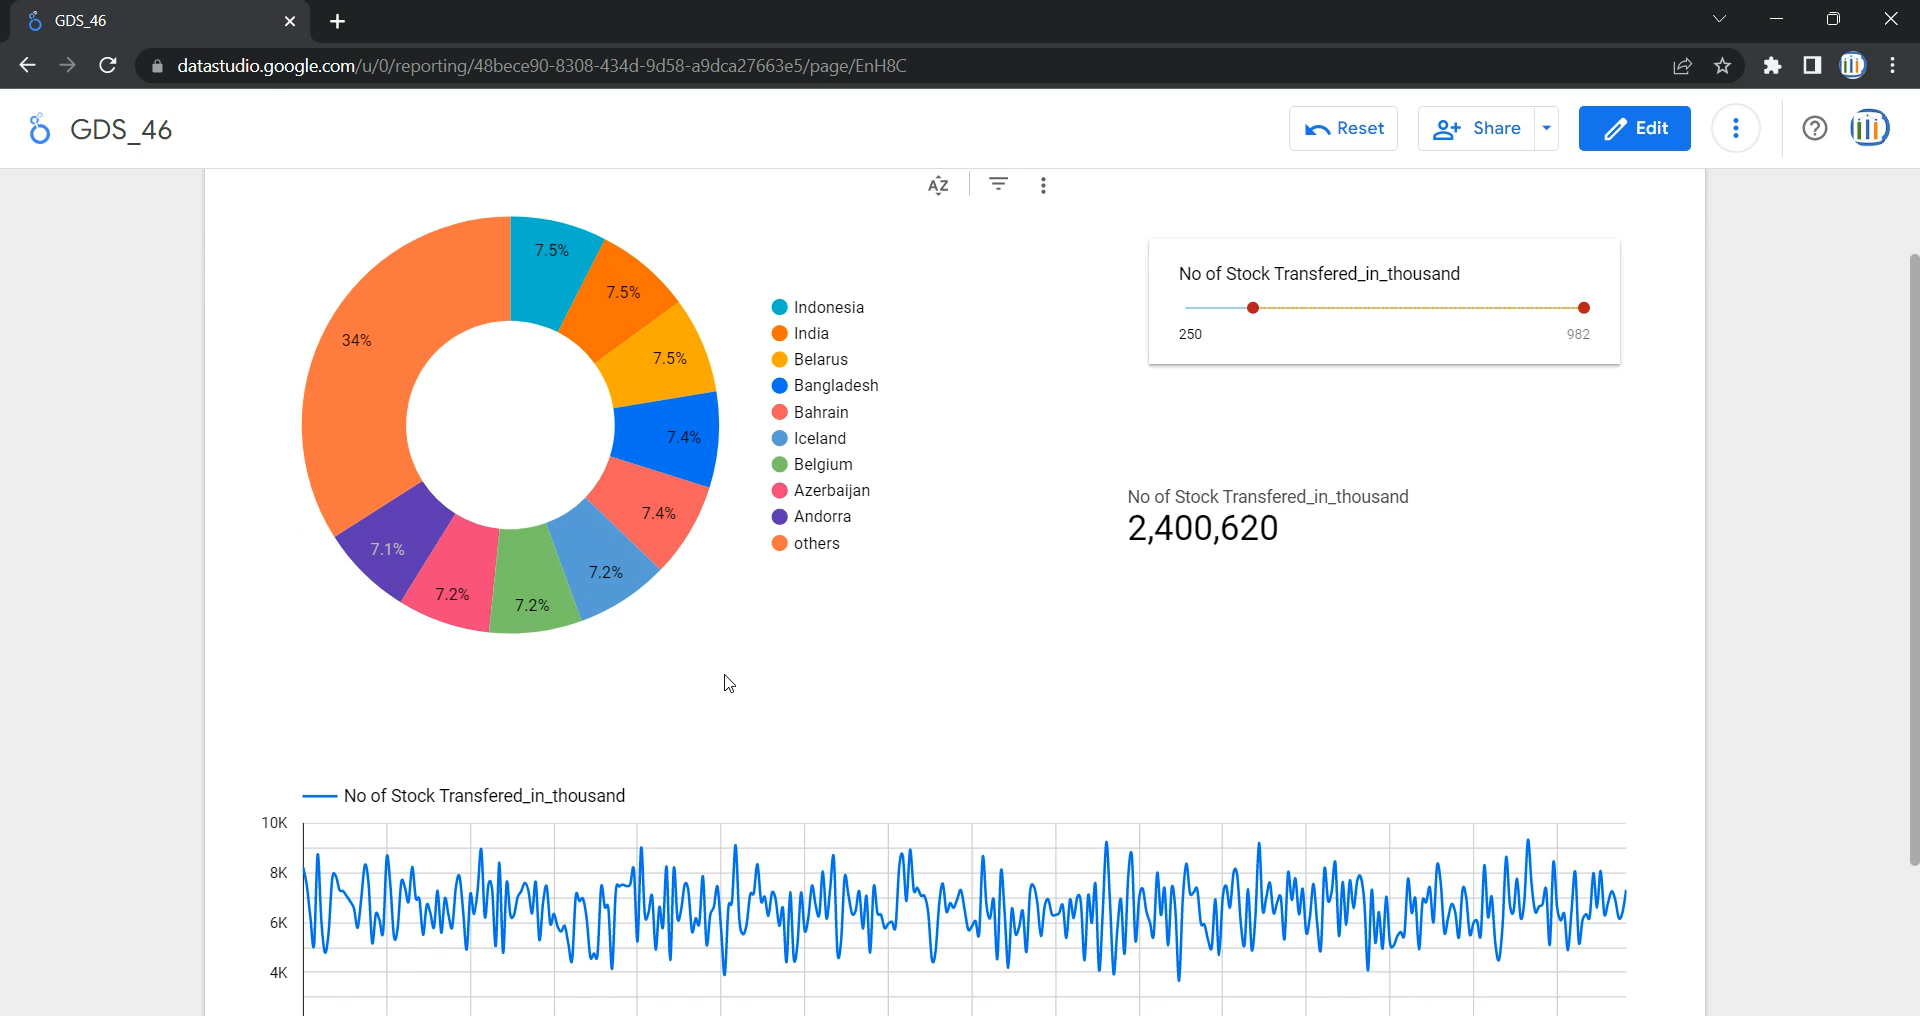 GDS_46
datastudio.google.com/u/0/reporting/48bece90-8308-434d-9d58-a9dca27663e5/page/EnH8C
GDS_46
Reset
Share
Edit
AZ
7.5%
7.5%
7.5%
7.4%
7.4%
7.2%
7.2%
7.2%
7.1%
34%
Indonesia
India
Belarus
Bangladesh
Bahrain
Iceland
Belgium
Azerbaijan
Andorra
others
No of Stock Transfered_in_thousand
250 982
No of Stock Transfered_in_thousand
2,400,620
No of Stock Transfered_in_thousand
10K
8K
6K
4K